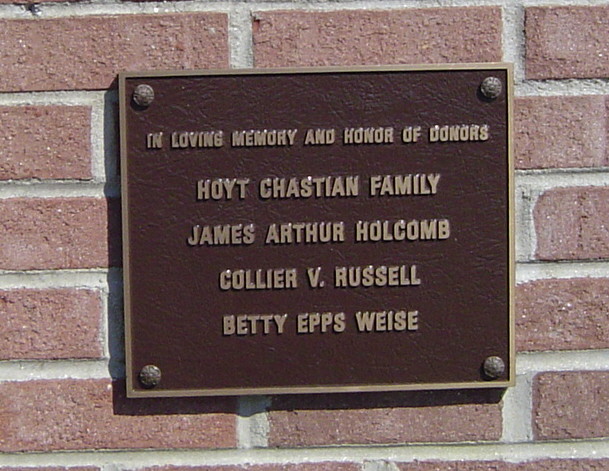 IN LOVING MEMORY AND HONOR OF DONORS
HOYT CHASTIAN FAMILY
JAMES ARTHUR HOLCOMB
COLLIER V. RUSSELL
BETTY EPPS WEISE